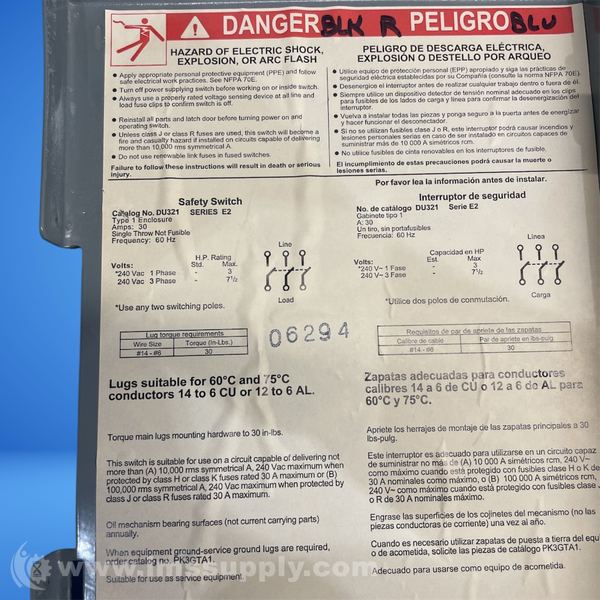 DANGER BLK R PELIGRO BLU
HAZARD OF ELECTRIC SHOCK,
EXPLOSION, OR ARC FLASH
• Apply appropriate personal protective equipment (PPE) and follow
safe electrical work practices. See NFPA 70E.
• Turn off power supplying switch before working on or inside switch.
• Always use a properly rated voltage sensing device at all line and
load fuse clips to confirm switch is off.
• Reinstall all parts and latch door before turning power on and
operating switch.
• Unless class J or class R fuses are used, this switch will become a
fire and casualty hazard if installed on circuits capable of delivering
more than 10,000 rms symmetrical A.
• Do not use renewable link fuses in fused switches.
Failure to follow these instructions will result in death or serious
injury.
PELIGRO DE DESCARGA ELÉCTRICA,
EXPLOSIÓN O DESTELLO POR ARQUEO
• Utilice equipo de protección personal (EPP) apropiado y siga las prácticas de
seguridad eléctrica establecidas por su Compañía (consulte la norma NFPA 70E).
• Desenergice el interruptor antes de realizar cualquier trabajo dentro o fuera de él.
• Siempre utilice un dispositivo detector de tensión nominal adecuado en los clips
para fusibles de los lados de carga y línea para confirmar la desenergización del
interruptor.
• Vuelva a instalar todas las piezas y ponga seguro a la puerta antes de energizar
y hacer funcionar el desconectador.
• Si no se utilizan fusibles clase J o R, este interruptor podrá causar incendios y
lesiones personales serias en caso de ser instalado en circuitos capaces de
suministrar más de 10 000 A simétricos rcm.
• No utilice fusibles de cinta renovables en los interruptores de fusible.
El incumplimiento de estas precauciones podrá causar la muerte o
lesiones serias.
Por favor lea la información antes de instalar.
Safety Switch
Catalog No. DU321 SERIES E2
Type 1 Enclosure
Amps: 30
Single Throw Not Fusible
Frequency: 60 Hz
H.P. Rating
Volts: Std. Max.
*240 Vac 1 Phase - 3
240 Vac 3 Phase - 7½
Line
Load
*Use any two switching poles.
Interruptor de seguridad
No. de catálogo DU321 Serie E2
Gabinete tipo 1
A: 30
Un tiro, sin portafusibles
Frecuencia: 60 Hz
Capacidad en HP
Volts: Est. Max.
*240 V~ 1 Fase - 3
240 V~ 3 Fase - 7½
Línea
Carga
*Utilice dos polos de conmutación.
Lug torque requirements
Wire Size Torque (In-Lbs.)
#14 - #6 30
06294
Requisitos de par de apriete de las zapatas
Calibre de cable Par de apriete en lbs-pulg.
#14 - #6 30
Lugs suitable for 60°C and 75°C
conductors 14 to 6 CU or 12 to 6 AL.
Torque main lugs mounting hardware to 30 in-lbs.
This switch is suitable for use on a circuit capable of delivering not
more than (A) 10,000 rms symmetrical, 240 Vac maximum when
protected by class H or class K fuses rated 30 A maximum or (B)
100,000 rms symmetrical A, 240 Vac maximum when protected by
class J or class R fuses rated 30 A maximum.
Oil mechanism bearing surfaces (not current carrying parts)
annually.
When equipment ground-service ground lugs are required,
order catalog no. PK3GTA1.
Suitable for use as service equipment.
Zapatas adecuadas para conductores
calibres 14 a 6 de CU o 12 a 6 de AL para
60°C y 75°C.
Apriete los herrajes de montaje de las zapatas principales a 30
lbs-pulg.
Este interruptor es adecuado para utilizarse en un circuito capaz
de suministrar no más de (A) 10 000 A simétricos rcm, 240 V~
como máximo cuando está protegido con fusibles clase H o K de
30 A nominales como máximo, o (B) 100 000 A simétricos rcm,
240 V~ como máximo cuando está protegido con fusibles clase J
o R de 30 A nominales máximo.
Engrase las superficies de los cojinetes del mecanismo (no las
piezas conductoras de corriente) una vez al año.
Cuando es necesario utilizar zapatas de puesta a tierra del equi
o de acometida, solicite las piezas de catálogo PK3GTA1.
Adecuado para usarse como equipo de acometida.
www.imssupply.com